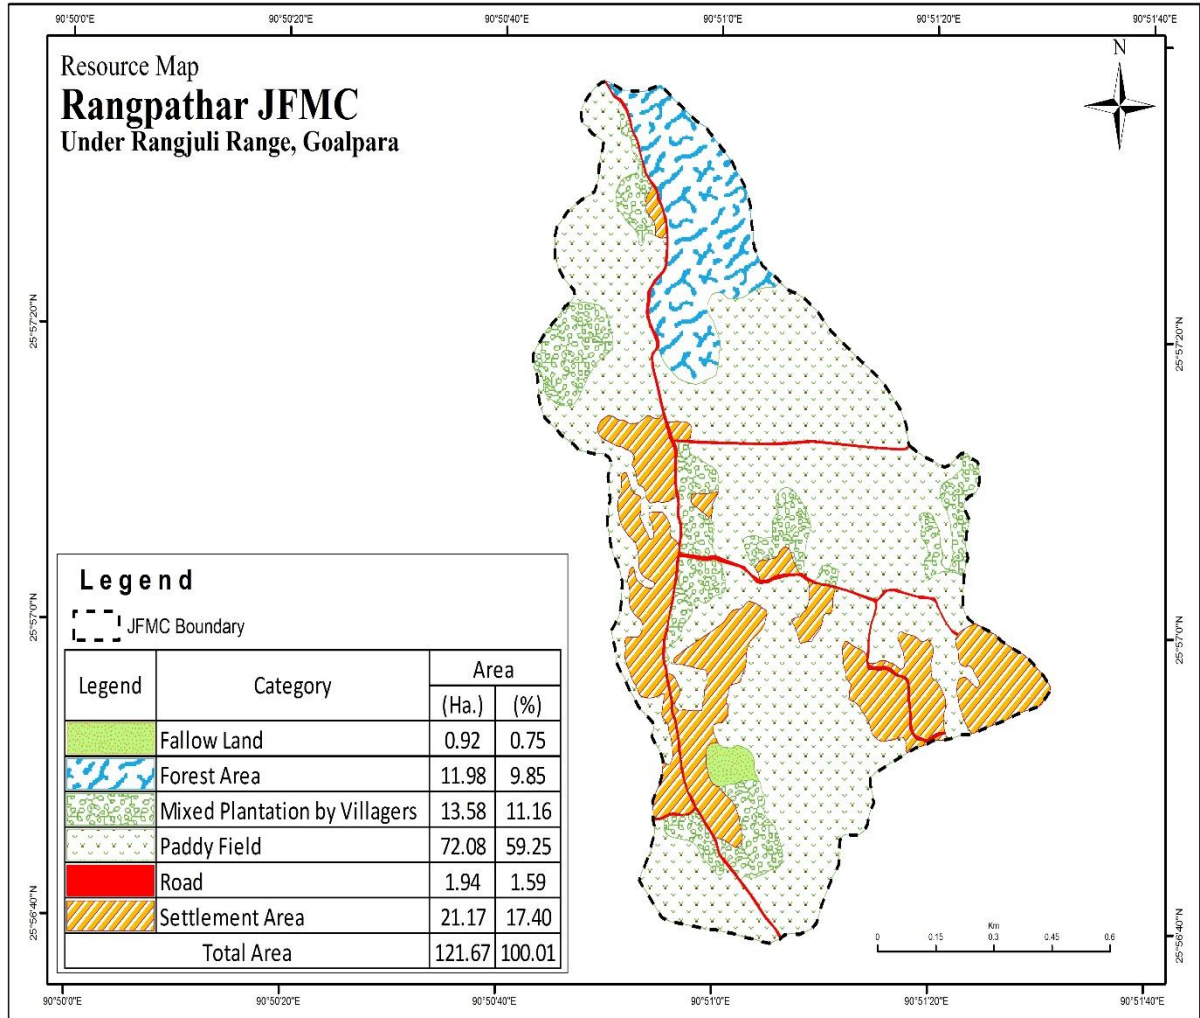 90°50'0"E 90°50'20"E 90°50'40"E 90°51'0"E 90°51'20"E 90°51'40"E
Resource Map
Rangpathar JFMC
Under Rangjuli Range, Goalpara
N
25°57'20"N 25°57'20"N
25°57'0"N 25°57'0"N
25°56'40"N 25°56'40"N
Legend
JFMC Boundary
Legend Category Area
(Ha.) (%)
Fallow Land 0.92 0.75
Forest Area 11.98 9.85
Mixed Plantation by Villagers 13.58 11.16
Paddy Field 72.08 59.25
Road 1.94 1.59
Settlement Area 21.17 17.40
Total Area 121.67 100.01
Km
0 0.15 0.3 0.45 0.6
90°50'0"E 90°50'20"E 90°50'40"E 90°51'0"E 90°51'20"E 90°51'40"E